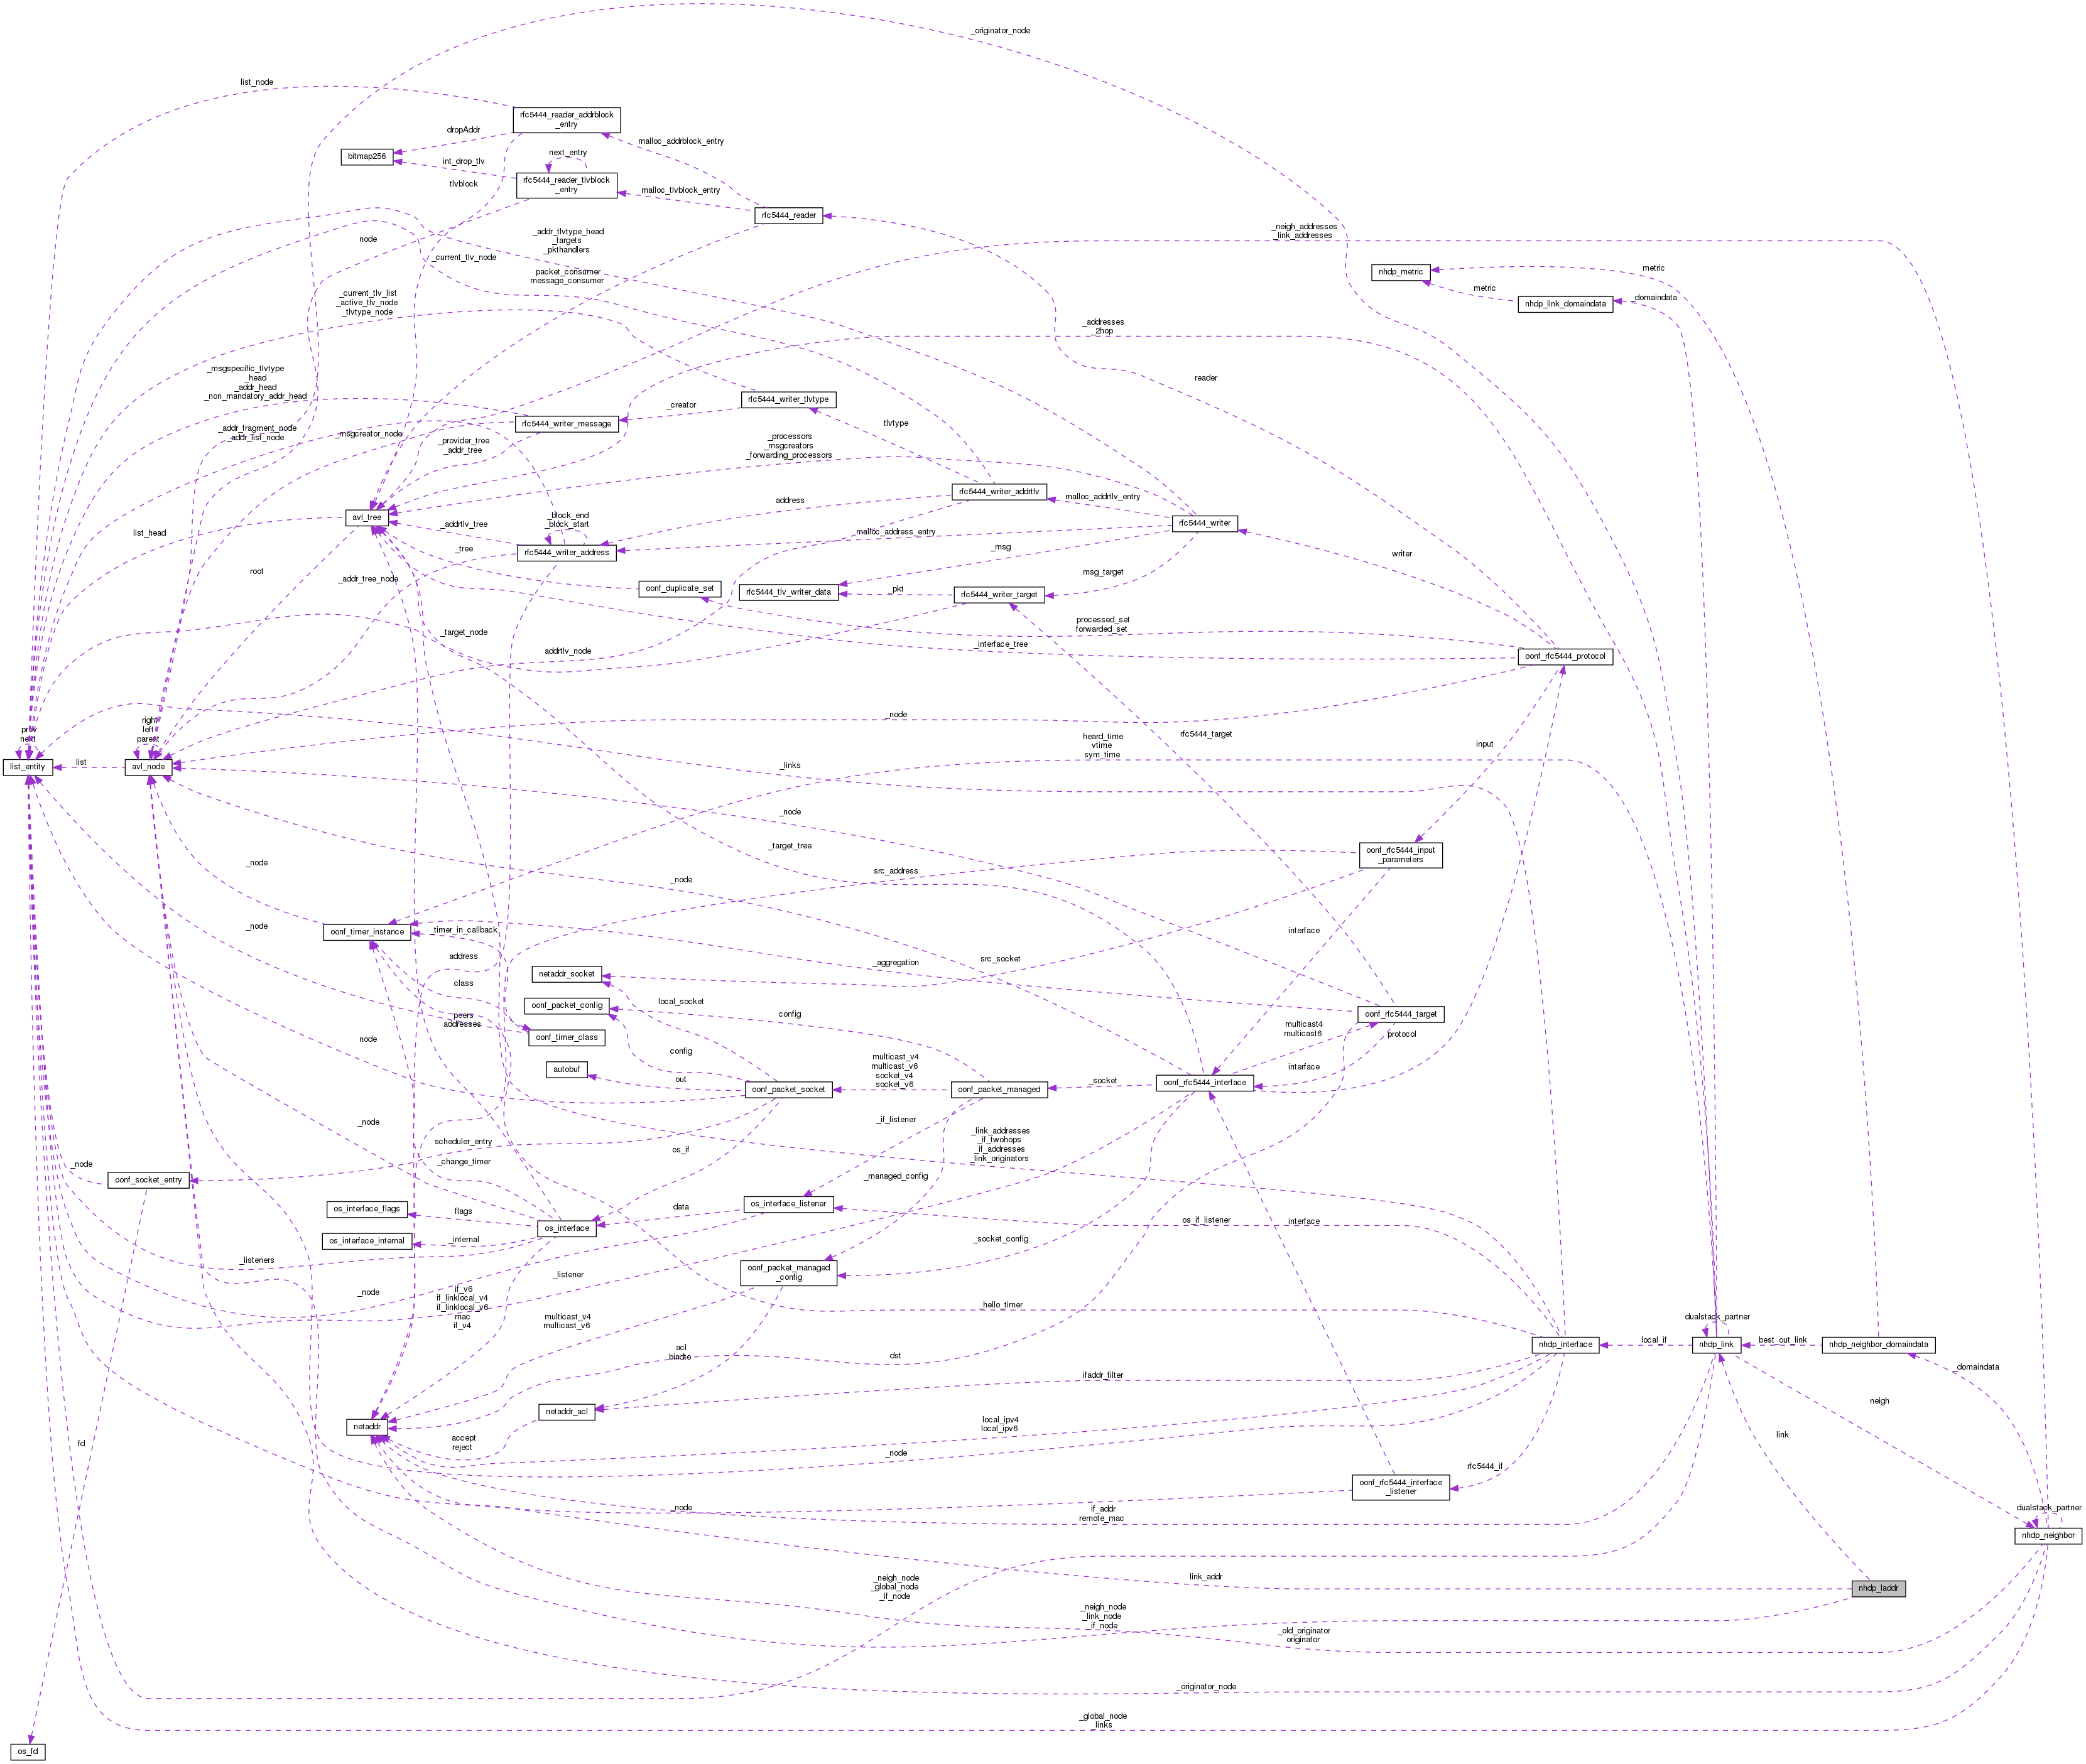 _originator_node
list_node
rfc5444_reader_addrblock
_entry
dropAddr
malloc_addrblock_entry
bitmap256
next_entry
int_drop_tlv
rfc5444_reader_tlvblock
_entry
tlvblock
malloc_tlvblock_entry
rfc5444_reader
_neigh_addresses
_link_addresses
_addr_tlvtype_head
_targets
_pkthandlers
node
_current_tlv_node
packet_consumer
message_consumer
nhdp_metric
metric
metric
_domaindata
nhdp_link_domaindata
_current_tlv_list
_active_tlv_node
_tlvtype_node
_addresses
_2hop
_msgspecific_tlvtype
_head
_addr_head
_non_mandatory_addr_head
reader
rfc5444_writer_tlvtype
_creator
rfc5444_writer_message
tlvtype
_addr_fragment_node
_addr_list_node
_msgcreator_node
_provider_tree
_addr_tree
_processors
_msgcreators
_forwarding_processors
rfc5444_writer_addrtlv
address
malloc_addrtlv_entry
avl_tree
_block_end
_block_start
_addrtlv_tree
rfc5444_writer
list_head
malloc_address_entry
_tree
rfc5444_writer_address
_msg
writer
root
_addr_tree_node
msg_target
oonf_duplicate_set
rfc5444_tlv_writer_data
_pkt
rfc5444_writer_target
processed_set
forwarded_set
_target_node
_interface_tree
addrtlv_node
oonf_rfc5444_protocol
_node
right
left
parent
prev
next
heard_time
vtime
sym_time
rfc5444_target
input
list_entity
list
avl_node
_links
_node
_target_tree
oonf_rfc5444_input
_parameters
src_address
_node
_node
_node
oonf_timer_instance
_timer_in_callback
interface
address
_aggregation
src_socket
netaddr_socket
class
local_socket
oonf_packet_config
config
oonf_rfc5444_target
_peers
addresses
oonf_timer_class
multicast4
multicast6
protocol
node
config
autobuf
out
multicast_v4
multicast_v6
socket_v4
socket_v6
interface
oonf_packet_socket
oonf_packet_managed
_socket
oonf_rfc5444_interface
_node
_if_listener
scheduler_entry
_link_addresses
_if_twohops
_if_addresses
_link_originators
os_if
_change_timer
_node
oonf_socket_entry
_managed_config
os_interface_flags
flags
os_interface_listener
data
os_interface
os_if_listener
interface
os_interface_internal
_internal
_listeners
_socket_config
oonf_packet_managed
_config
_listener
_node
if_v6
if_linklocal_v4
if_linklocal_v6
mac
if_v4
_hello_timer
multicast_v4
multicast_v6
dualstack_partner
nhdp_interface
local_if
nhdp_link
best_out_link
nhdp_neighbor_domaindata
acl
bindto
dst
_domaindata
ifaddr_filter
neigh
netaddr_acl
netaddr
local_ipv4
local_ipv6
link
fd
accept
reject
_node
rfc5444_if
oonf_rfc5444_interface
_listener
_node
if_addr
remote_mac
dualstack_partner
nhdp_neighbor
_neigh_node
_global_node
_if_node
link_addr
nhdp_laddr
_neigh_node
_link_node
_if_node
_old_originator
originator
_originator_node
_global_node
_links
os_fd